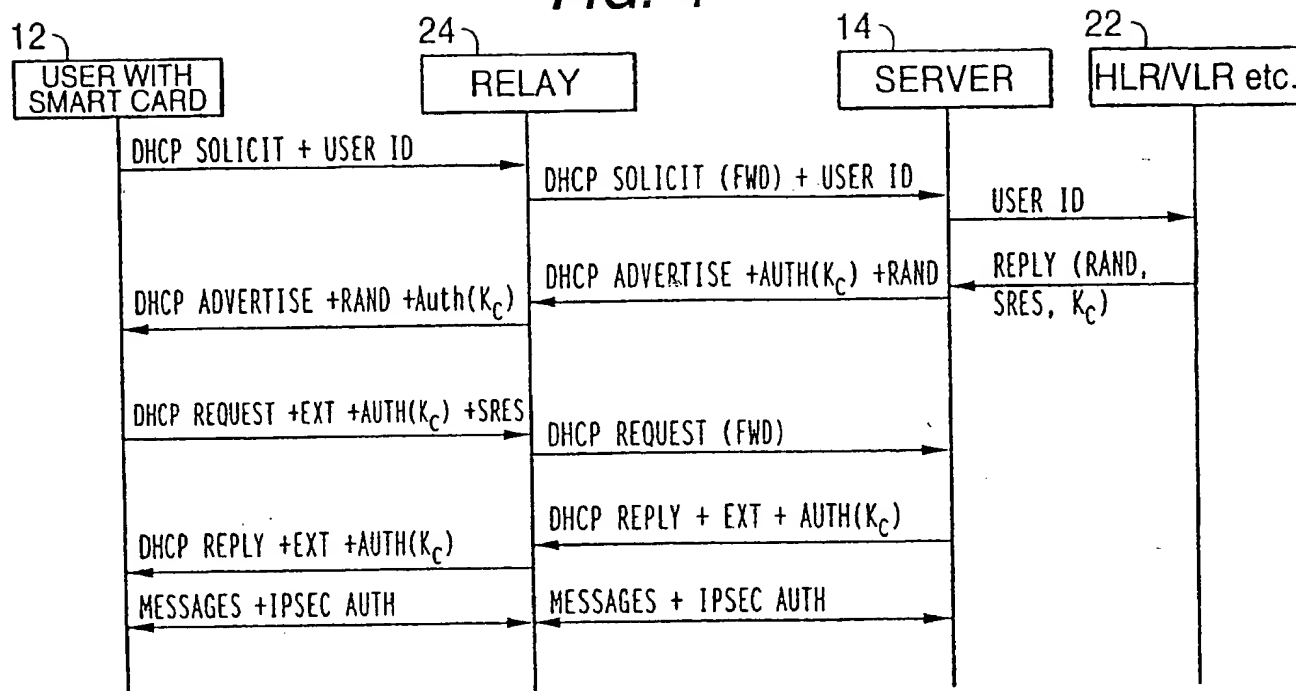 FIG. 4
12
24
14
22
USER WITH
SMART CARD
RELAY
SERVER
HLR/VLR etc.
DHCP SOLICIT + USER ID
DHCP SOLICIT (FWD) + USER ID
USER ID
REPLY (RAND,
SRES, KC)
DHCP ADVERTISE +AUTH(KC) +RAND
DHCP ADVERTISE +RAND +Auth(KC)
DHCP REQUEST +EXT +AUTH(KC) +SRES
DHCP REQUEST (FWD)
DHCP REPLY + EXT + AUTH(KC)
DHCP REPLY +EXT +AUTH(KC)
MESSAGES +IPSEC AUTH
MESSAGES + IPSEC AUTH